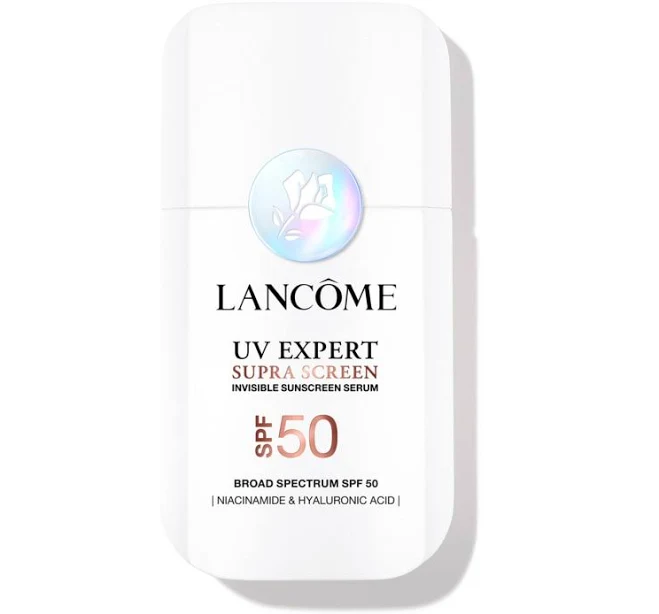 LANCÔME
UV EXPERT
SUPRA SCREEN
INVISIBLE SUNSCREEN SERUM
SPF 50
BROAD SPECTRUM SPF 50
| NIACINAMIDE & HYALURONIC ACID |